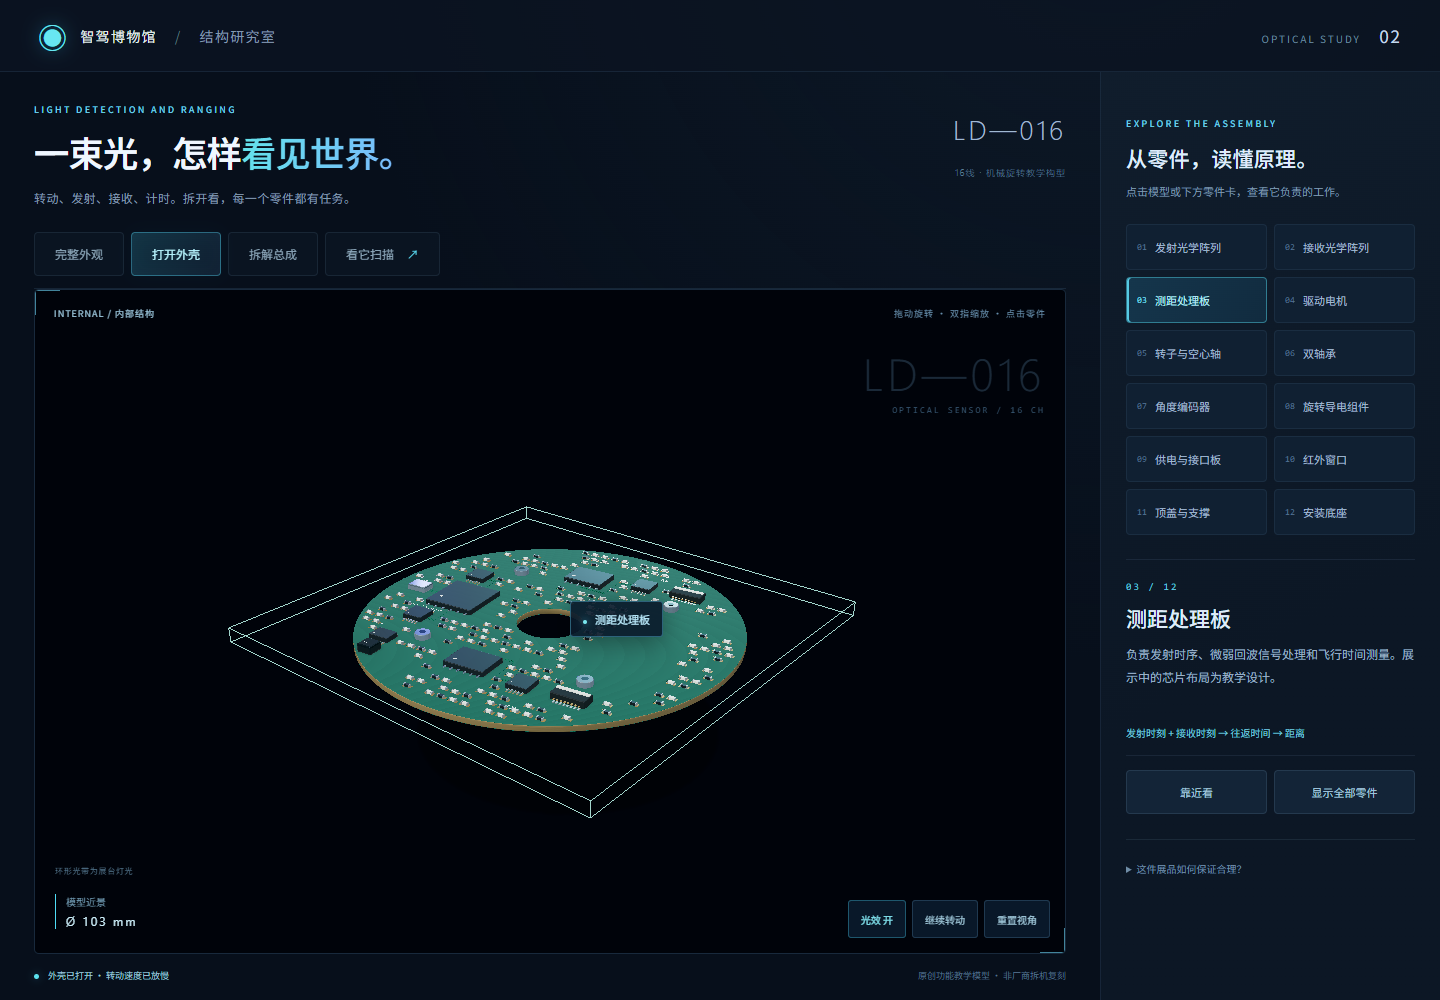 智驾博物馆 / 结构研究室
OPTICAL STUDY 02
LIGHT DETECTION AND RANGING
一束光，怎样看见世界。
转动、发射、接收、计时。拆开看，每一个零件都有任务。
LD—016
16线 · 机械旋转教学构型
完整外观
打开外壳
拆解总成
看它扫描 ↗
INTERNAL / 内部结构
拖动旋转 · 双指缩放 · 点击零件
LD—016
OPTICAL SENSOR / 16 CH
测距处理板
环形光带为展台灯光
模型近景
Ø 103 mm
光效 开
继续转动
重置视角
外壳已打开 · 转动速度已放慢
原创功能教学模型 · 非厂商拆机复刻
EXPLORE THE ASSEMBLY
从零件，读懂原理。
点击模型或下方零件卡，查看它负责的工作。
01 发射光学阵列
02 接收光学阵列
03 测距处理板
04 驱动电机
05 转子与空心轴
06 双轴承
07 角度编码器
08 旋转导电组件
09 供电与接口板
10 红外窗口
11 顶盖与支撑
12 安装底座
03 / 12
测距处理板
负责发射时序、微弱回波信号处理和飞行时间测量。展
示中的芯片布局为教学设计。
发射时刻 + 接收时刻 → 往返时间 → 距离
靠近看
显示全部零件
▶ 这件展品如何保证合理？